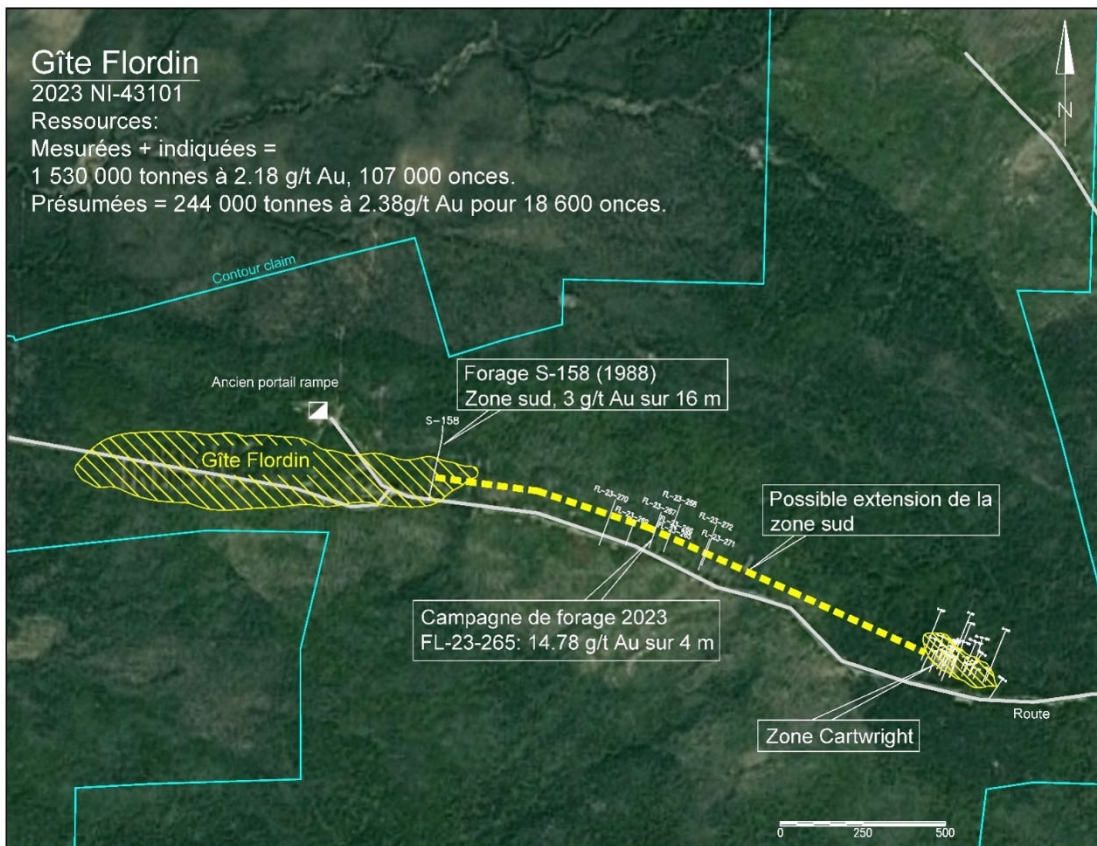 Gîte Flordin
2023 NI-43101
Ressources:
Mesurées + indiquées =
1 530 000 tonnes à 2.18 g/t Au, 107 000 onces.
Présumées = 244 000 tonnes à 2.38g/t Au pour 18 600 onces.
N
Contour claim
Ancien portail rampe
Forage S-158 (1988)
Zone sud, 3 g/t Au sur 16 m
S-158
Gîte Flordin
FL-23-270
FL-23-267
FL-23-272
FL-23-271
Possible extension de la
zone sud
Campagne de forage 2023
FL-23-265: 14.78 g/t Au sur 4 m
Zone Cartwright
Route
0 250 500